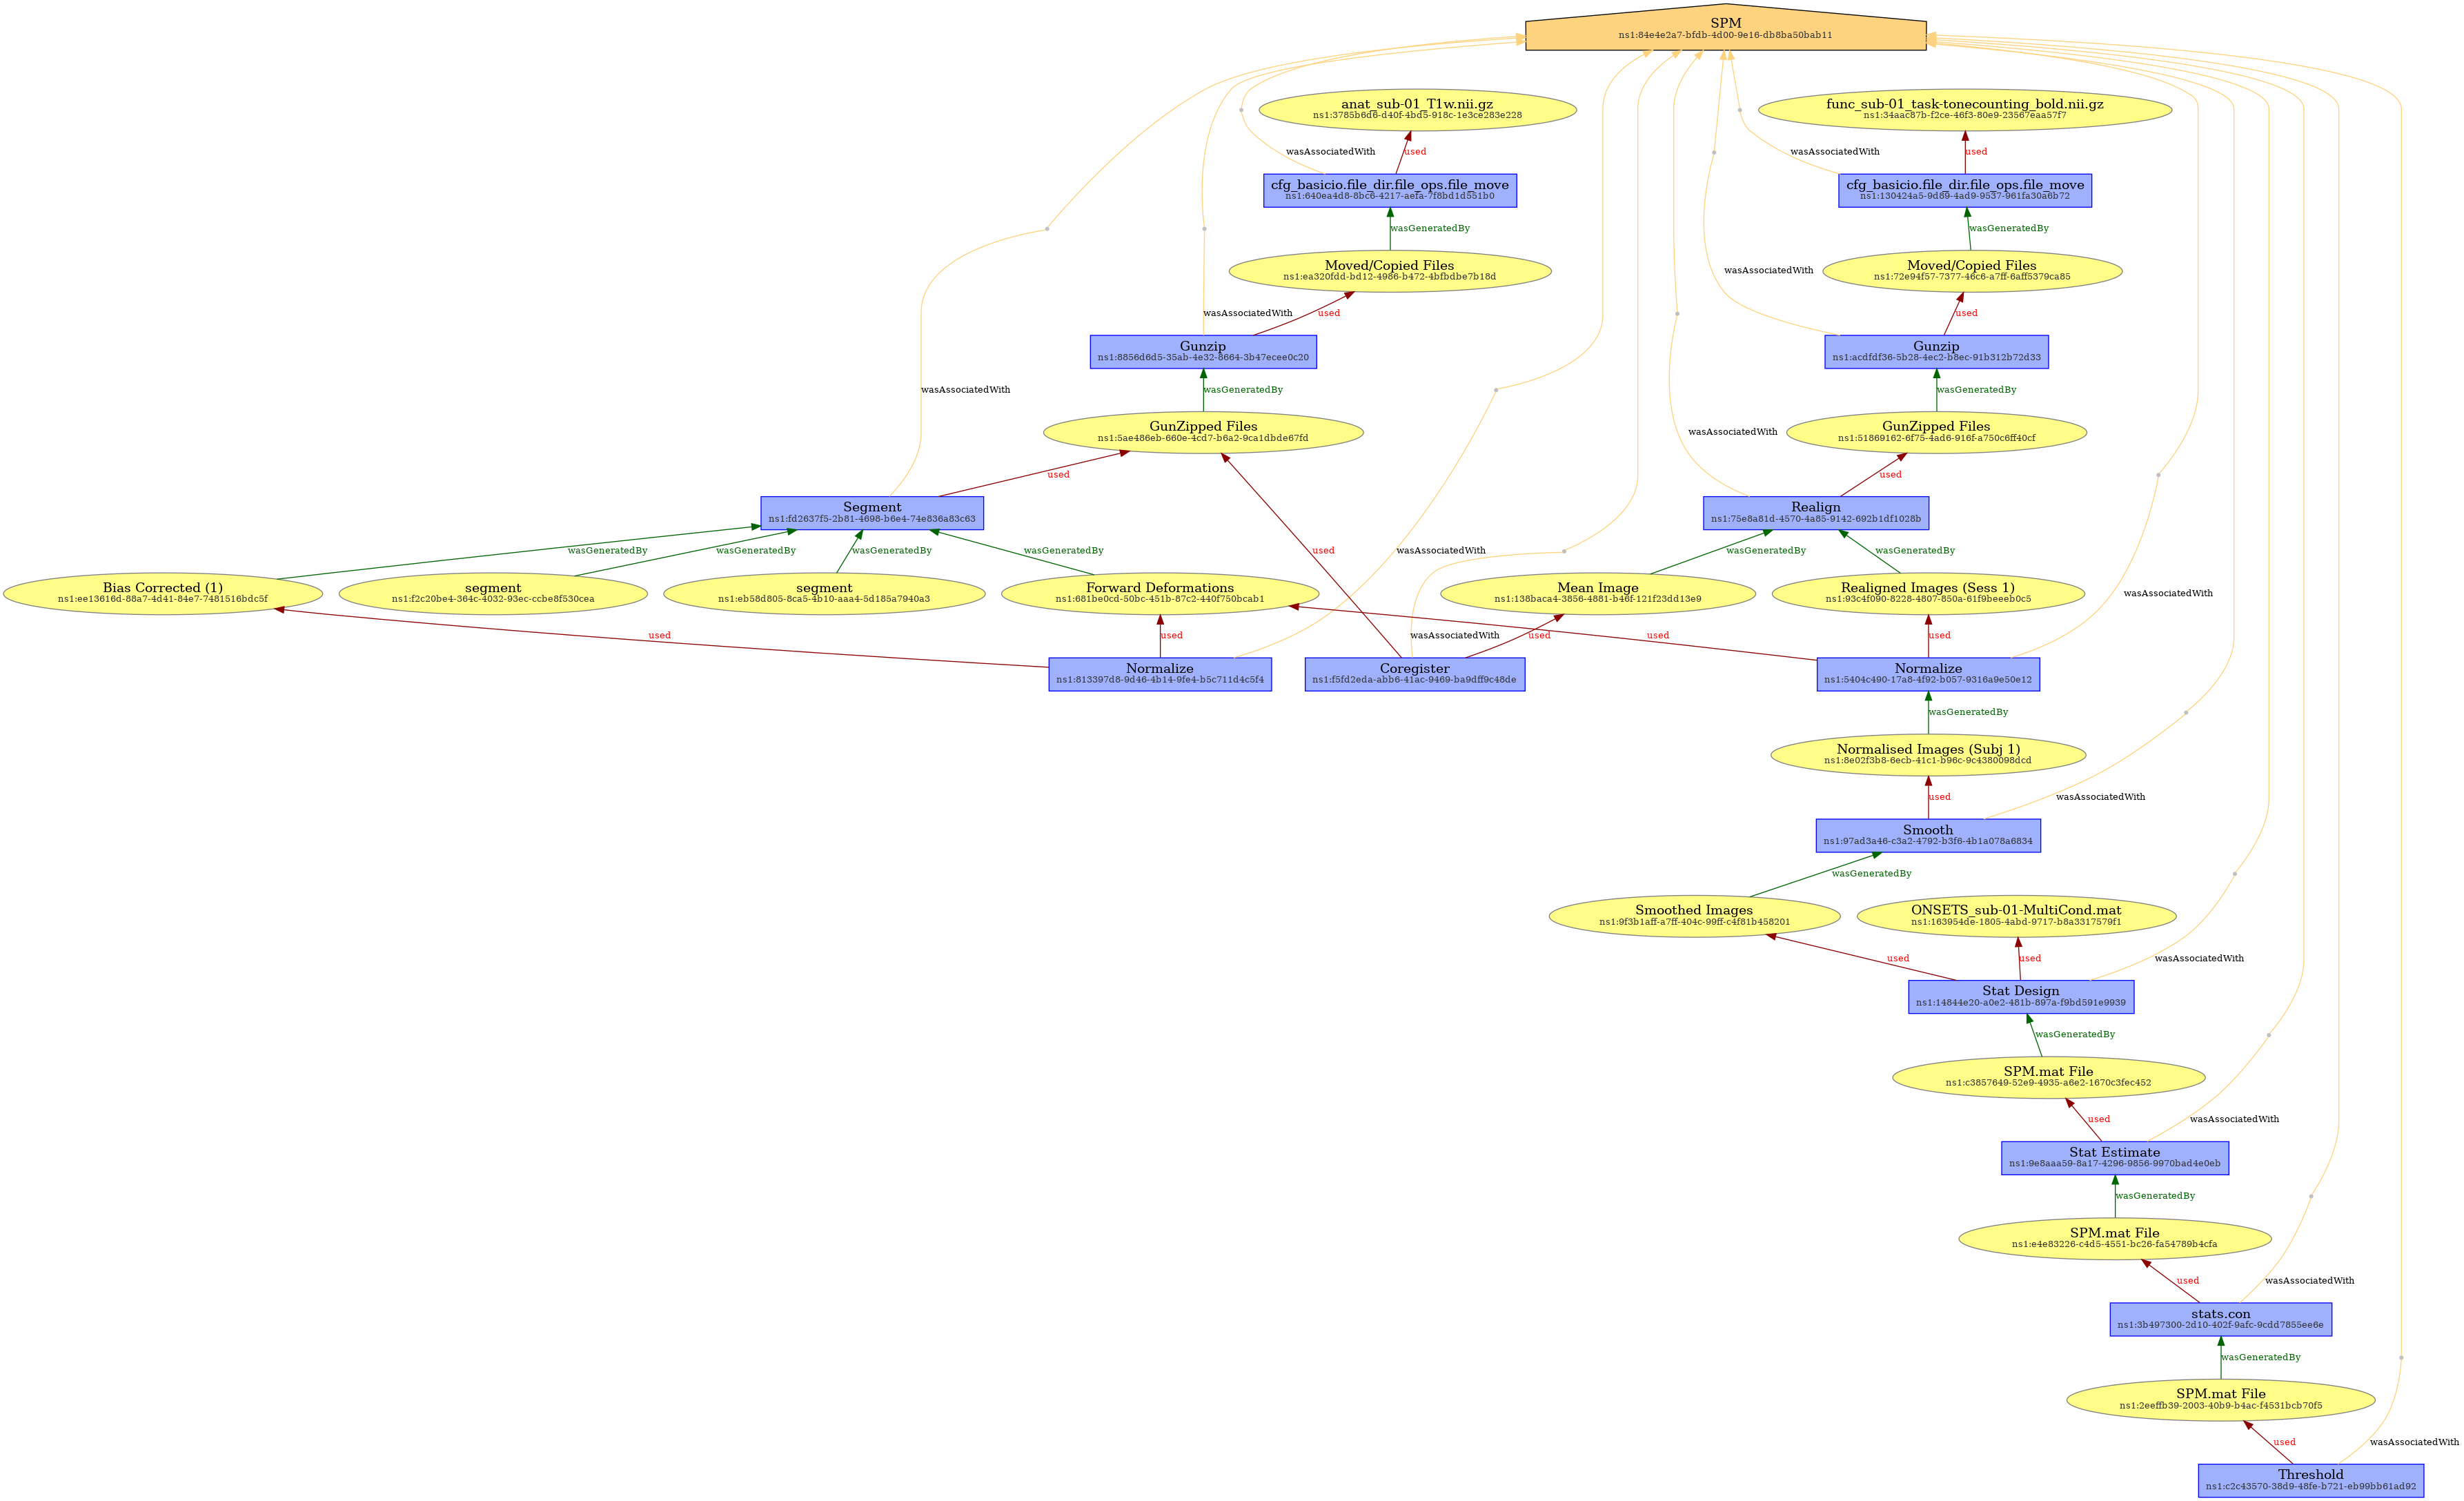 SPM
ns1:84e4e2a7-bfdb-4d00-9e16-db8ba50bab11
anat_sub-01_T1w.nii.gz
ns1:3785b6d6-d40f-4bd5-918c-1e3ce283e228
func_sub-01_task-tonecounting_bold.nii.gz
ns1:34aac87b-f2ce-46f3-80e9-23567eaa57f7
wasAssociatedWith
used
wasAssociatedWith
used
cfg_basicio.file_dir.file_ops.file_move
ns1:640ea4d8-8bc6-4217-aefa-7f8bd1d551b0
cfg_basicio.file_dir.file_ops.file_move
ns1:130424a5-9d89-4ad9-9537-961fa30a6b72
wasGeneratedBy
wasGeneratedBy
Moved/Copied Files
ns1:ea320fdd-bd12-4986-b472-4bfbdbe7b18d
wasAssociatedWith
Moved/Copied Files
ns1:72e94f57-7377-46c6-a7ff-6aff5379ca85
wasAssociatedWith
used
used
Gunzip
ns1:8856d6d5-35ab-4e32-8664-3b47ecee0c20
Gunzip
ns1:acdfdf36-5b28-4ec2-b8ec-91b312b72d33
wasAssociatedWith
wasGeneratedBy
wasGeneratedBy
GunZipped Files
ns1:5ae486eb-660e-4cd7-b6a2-9ca1dbde67fd
wasAssociatedWith
GunZipped Files
ns1:51869162-6f75-4ad6-916f-a750c6ff40cf
used
used
Segment
ns1:fd2637f5-2b81-4698-b6e4-74e836a83c63
Realign
ns1:75e8a81d-4570-4a85-9142-692b1df1028b
wasGeneratedBy
wasGeneratedBy
wasGeneratedBy
wasGeneratedBy
used
wasAssociatedWith
wasGeneratedBy
wasGeneratedBy
Bias Corrected (1)
ns1:ee13616d-88a7-4d41-84e7-7481516bdc5f
segment
ns1:f2c20be4-364c-4032-93ec-ccbe8f530cea
segment
ns1:eb58d805-8ca5-4b10-aaa4-5d185a7940a3
Forward Deformations
ns1:681be0cd-50bc-451b-87c2-440f750bcab1
Mean Image
ns1:138baca4-3856-4881-b46f-121f23dd13e9
Realigned Images (Sess 1)
ns1:93c4f090-8228-4807-850a-61f9beeeb0c5
wasAssociatedWith
used
used
wasAssociatedWith
used
used
used
Normalize
ns1:813397d8-9d46-4b14-9fe4-b5c711d4c5f4
Coregister
ns1:f5fd2eda-abb6-41ac-9469-ba9dff9c48de
Normalize
ns1:5404c490-17a8-4f92-b057-9316a9e50e12
wasGeneratedBy
Normalised Images (Subj 1)
ns1:8e02f3b8-6ecb-41c1-b96c-9c4380098dcd
used
wasAssociatedWith
Smooth
ns1:97ad3a46-c3a2-4792-b3f6-4b1a078a6834
wasGeneratedBy
Smoothed Images
ns1:9f3b1aff-a7ff-404c-99ff-c4f81b458201
ONSETS_sub-01-MultiCond.mat
ns1:163954de-1805-4abd-9717-b8a3317579f1
used
used
wasAssociatedWith
Stat Design
ns1:14844e20-a0e2-481b-897a-f9bd591e9939
wasGeneratedBy
SPM.mat File
ns1:c3857649-52e9-4935-a6e2-1670c3fec452
used
wasAssociatedWith
Stat Estimate
ns1:9e8aaa59-8a17-4296-9856-9970bad4e0eb
wasGeneratedBy
SPM.mat File
ns1:e4e83226-c4d5-4551-bc26-fa54789b4cfa
used
wasAssociatedWith
stats.con
ns1:3b497300-2d10-402f-9afc-9cdd7855ee6e
wasGeneratedBy
SPM.mat File
ns1:2eeffb39-2003-40b9-b4ac-f4531bcb70f5
used
wasAssociatedWith
Threshold
ns1:c2c43570-38d9-48fe-b721-eb99bb61ad92